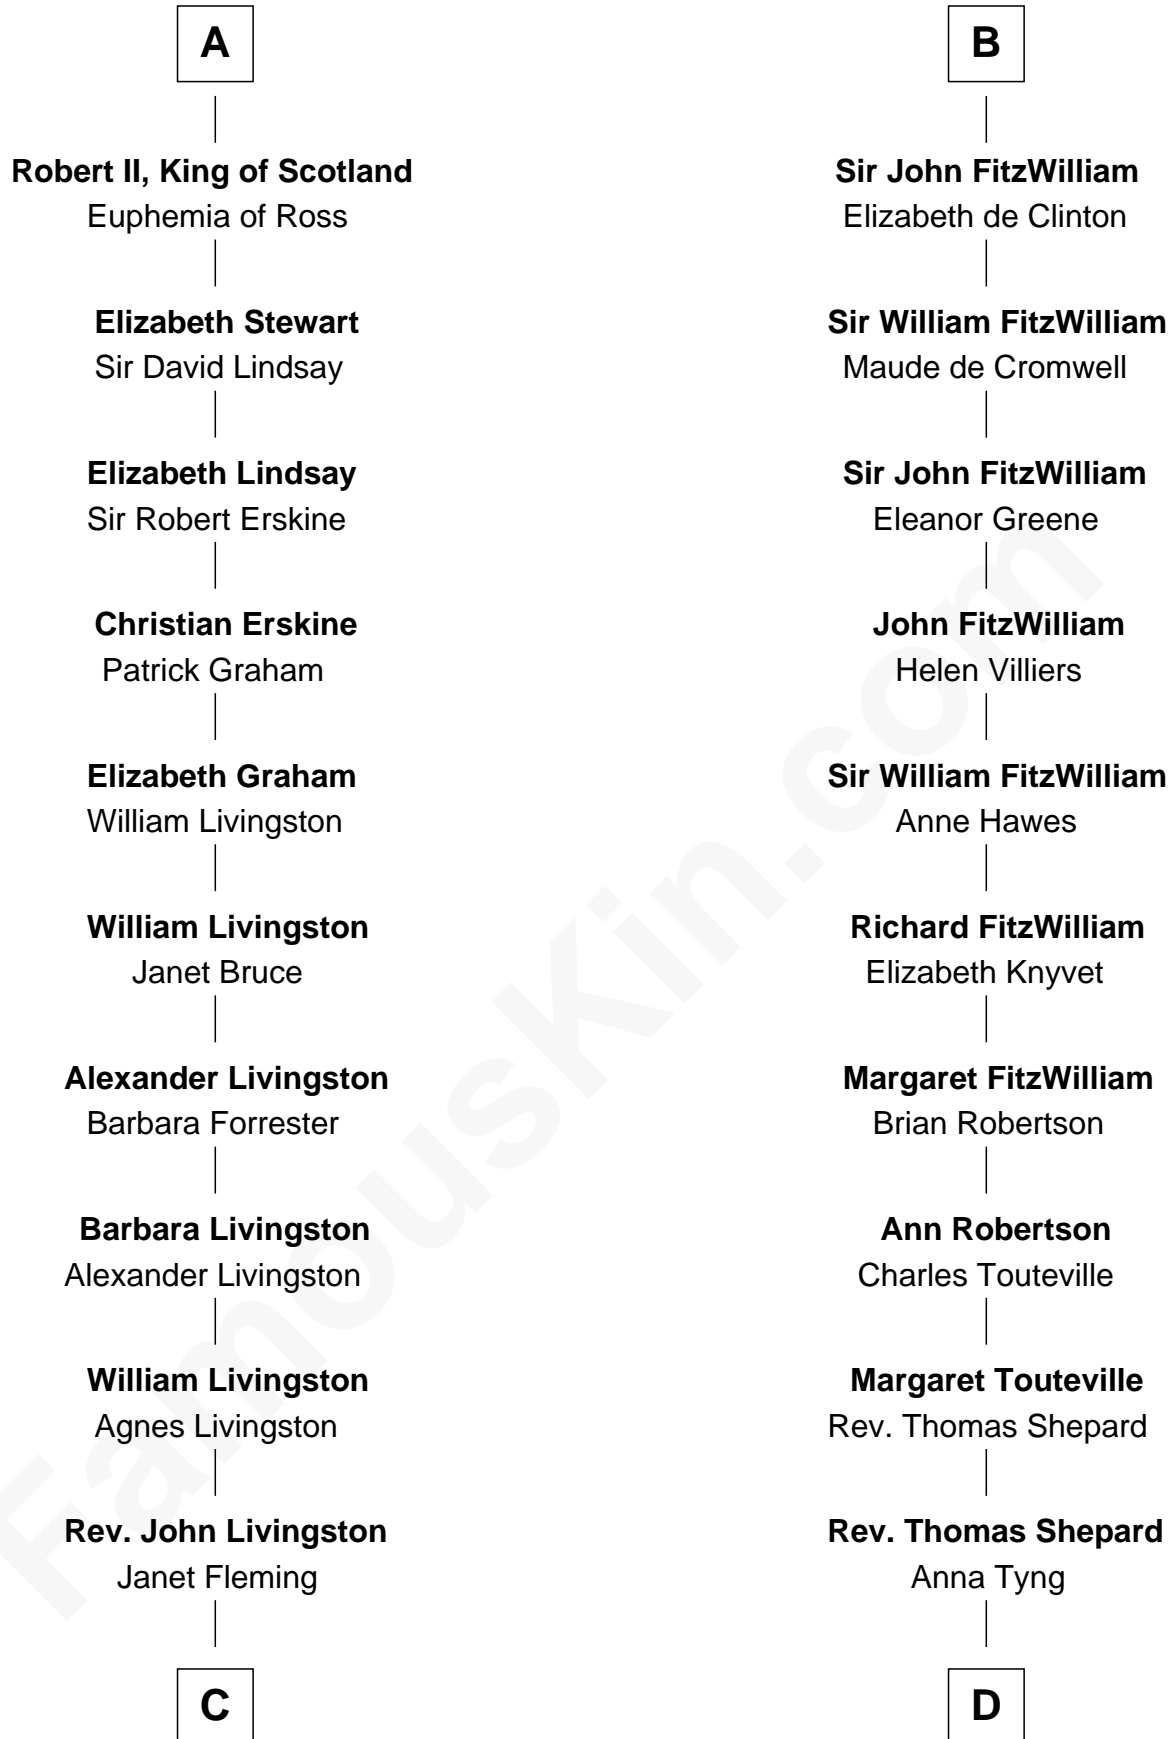 A
Robert II, King of Scotland
Euphemia of Ross
Elizabeth Stewart
Sir David Lindsay
Elizabeth Lindsay
Sir Robert Erskine
Christian Erskine
Patrick Graham
Elizabeth Graham
William Livingston
William Livingston
Janet Bruce
Alexander Livingston
Barbara Forrester
Barbara Livingston
Alexander Livingston
William Livingston
Agnes Livingston
Rev. John Livingston
Janet Fleming
C
B
Sir John FitzWilliam
Elizabeth de Clinton
Sir William FitzWilliam
Maude de Cromwell
Sir John FitzWilliam
Eleanor Greene
John FitzWilliam
Helen Villiers
Sir William FitzWilliam
Anne Hawes
Richard FitzWilliam
Elizabeth Knyvet
Margaret FitzWilliam
Brian Robertson
Ann Robertson
Charles Touteville
Margaret Touteville
Rev. Thomas Shepard
Rev. Thomas Shepard
Anna Tyng
D
FamousKin.com